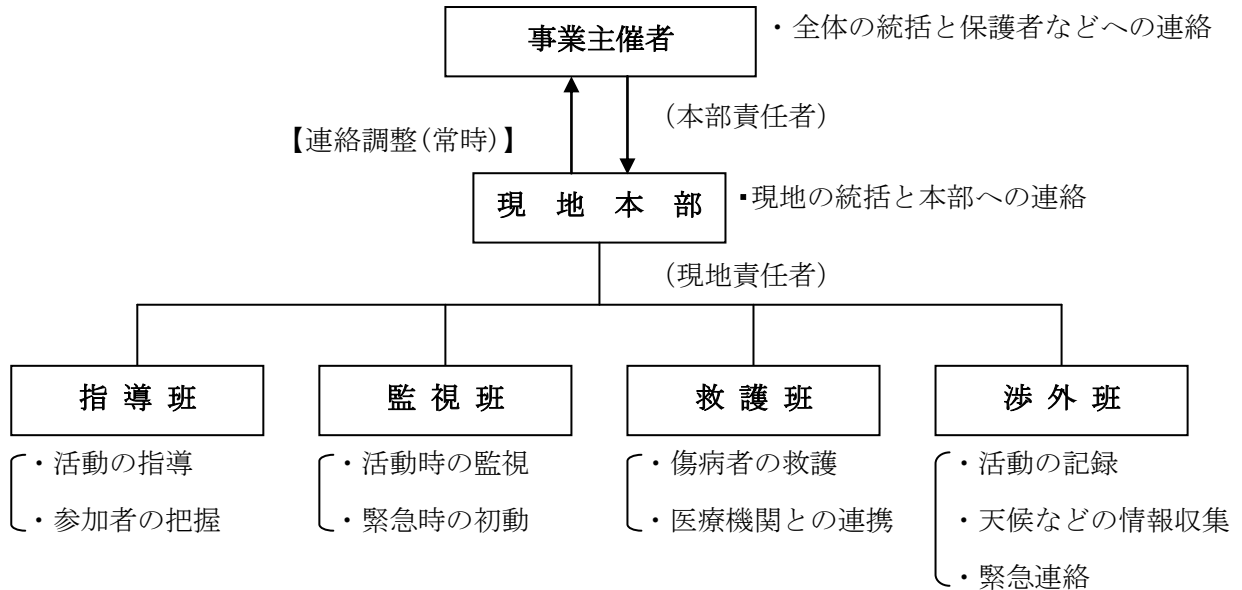 事業主催者
・全体の統括と保護者などへの連絡
(本部責任者)
【連絡調整(常時)】
現 地 本 部
▪現地の統括と本部への連絡
(現地責任者)
指 導 班
監 視 班
救 護 班
渉 外 班
・活動の指導
・参加者の把握
・活動時の監視
・緊急時の初動
・傷病者の救護
・医療機関との連携
・活動の記録
・天候などの情報収集
・緊急連絡